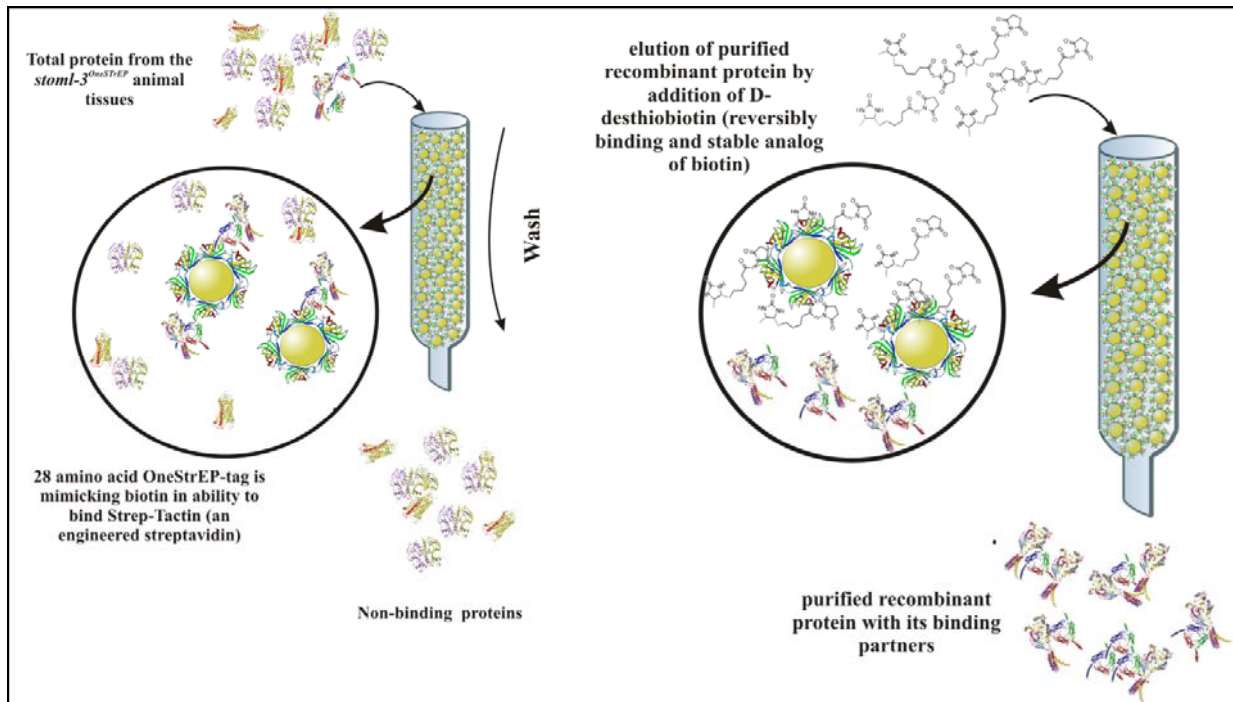 Total protein from the
stoml-3OneSTrEP animal
tissues
Wash
28 amino acid OneStrEP-tag is
mimicking biotin in ability to
bind Strep-Tactin (an
engineered streptavidin)
Non-binding proteins
elution of purified
recombinant protein by
addition of D-
desthiobiotin (reversibly
binding and stable analog
of biotin)
purified recombinant
protein with its binding
partners